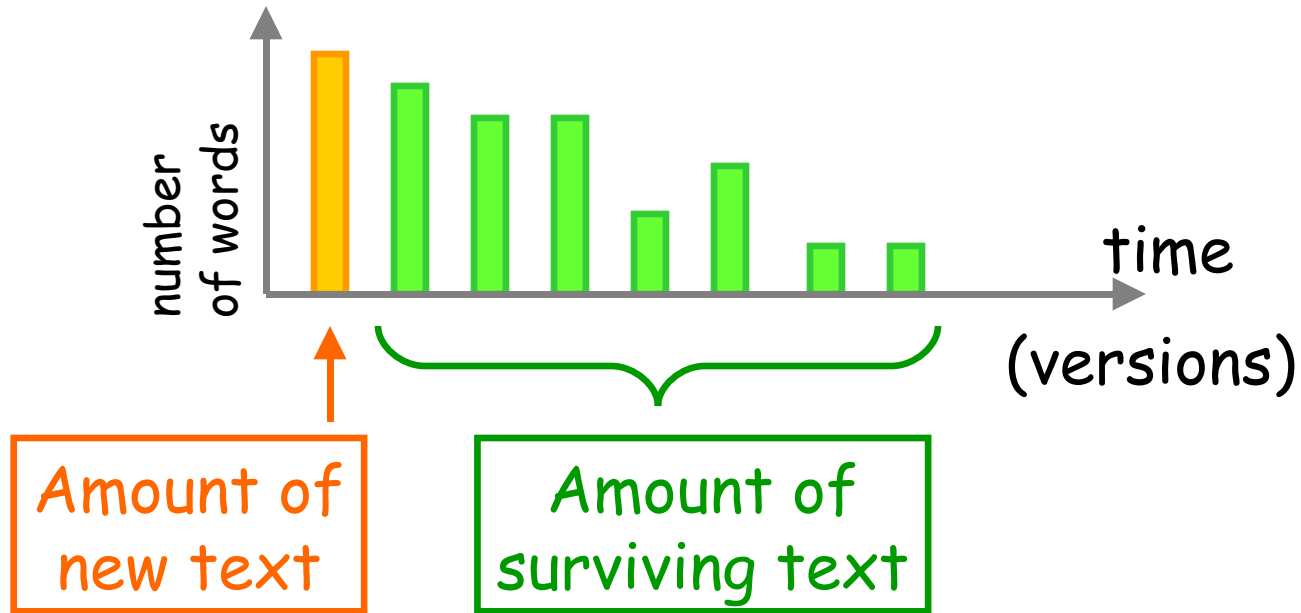 number
of words
time
(versions)
Amount of
new text
Amount of
surviving text